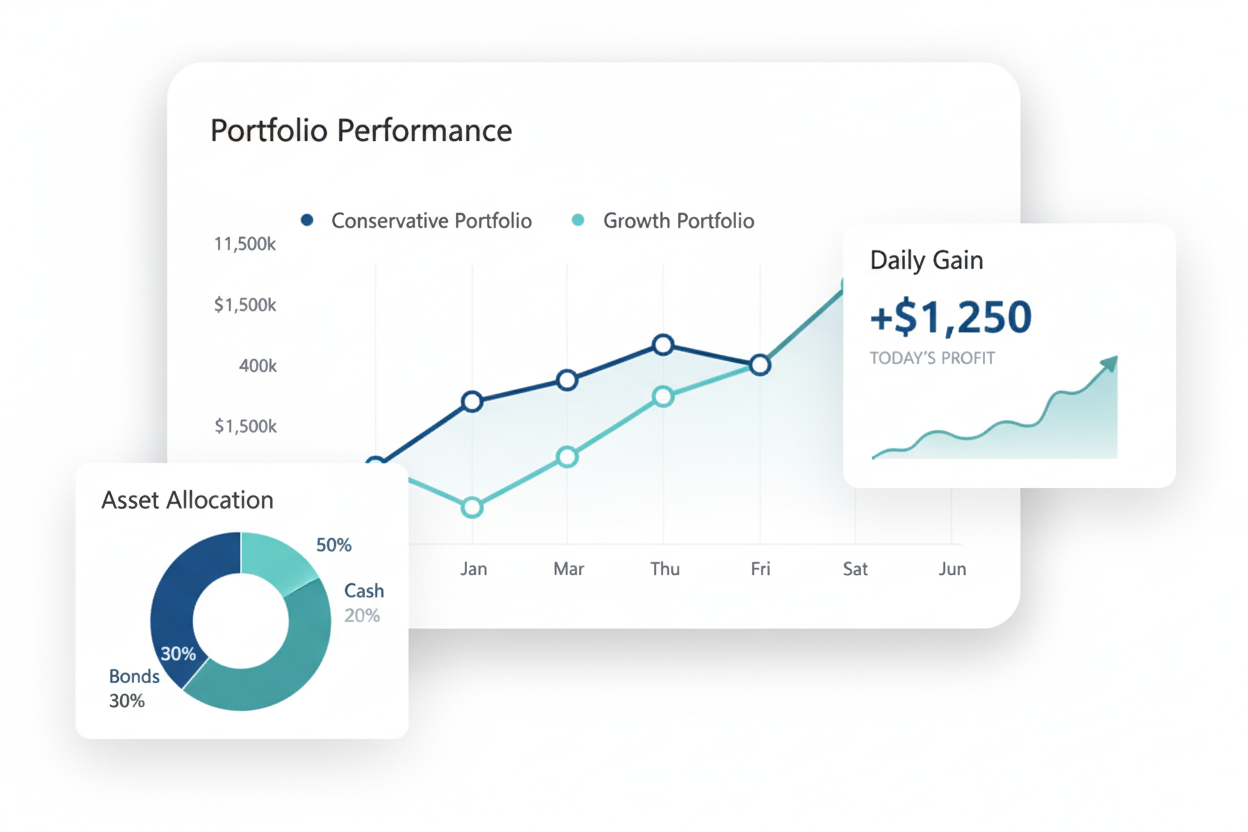 Portfolio Performance
Conservative Portfolio Growth Portfolio
11,500k
$1,500k
400k
$1,500k
Jan Mar Thu Fri Sat Jun
Daily Gain
+$1,250
TODAY'S PROFIT
Asset Allocation
50%
Cash
20%
30%
Bonds
30%